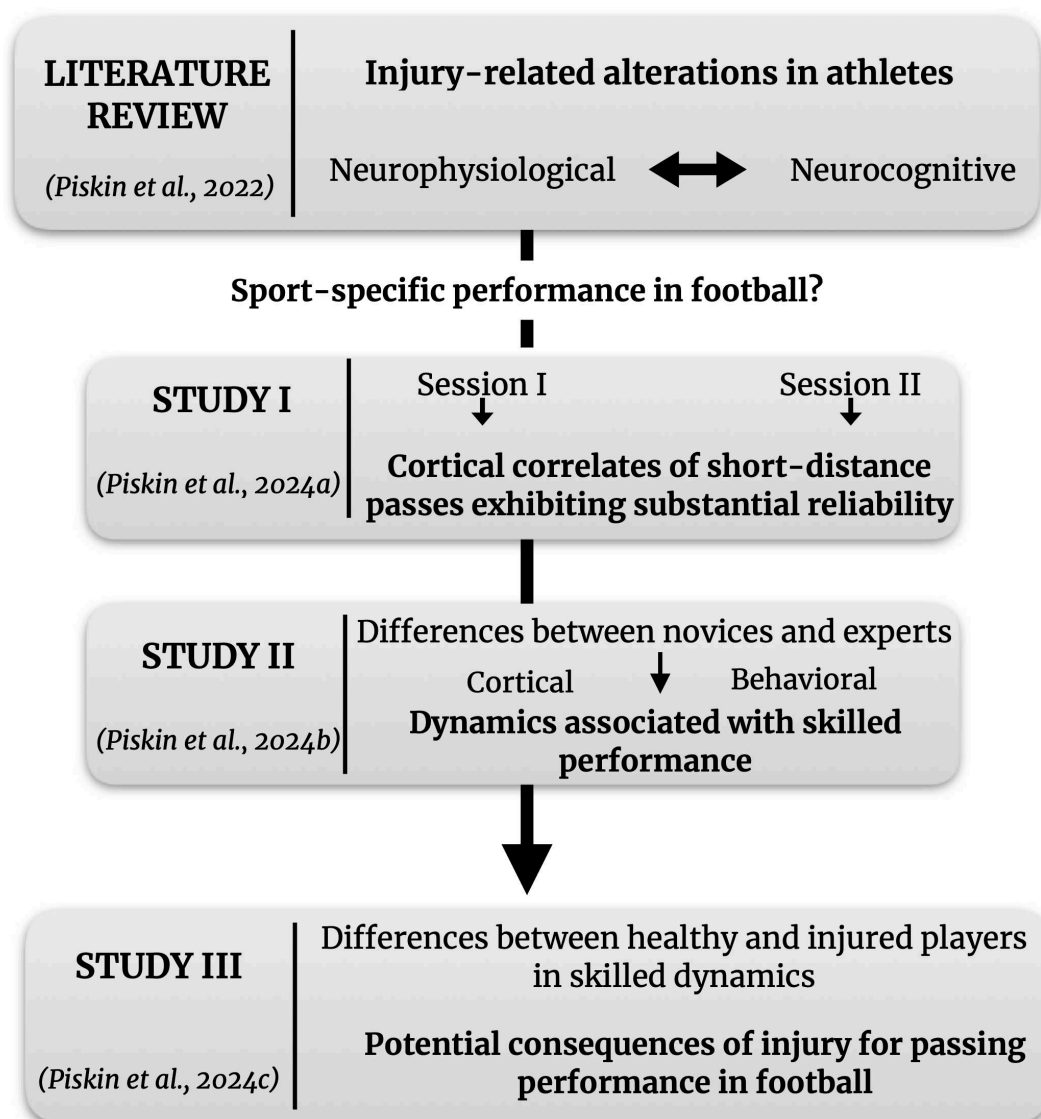 LITERATURE
REVIEW
(Piskin et al., 2022)
Injury-related alterations in athletes
Neurophysiological Neurocognitive
Sport-specific performance in football?
STUDY I
(Piskin et al., 2024a)
Session I Session II
Cortical correlates of short-distance
passes exhibiting substantial reliability
STUDY II
(Piskin et al., 2024b)
Differences between novices and experts
Cortical Behavioral
Dynamics associated with skilled
performance
STUDY III
(Piskin et al., 2024c)
Differences between healthy and injured players
in skilled dynamics
Potential consequences of injury for passing
performance in football